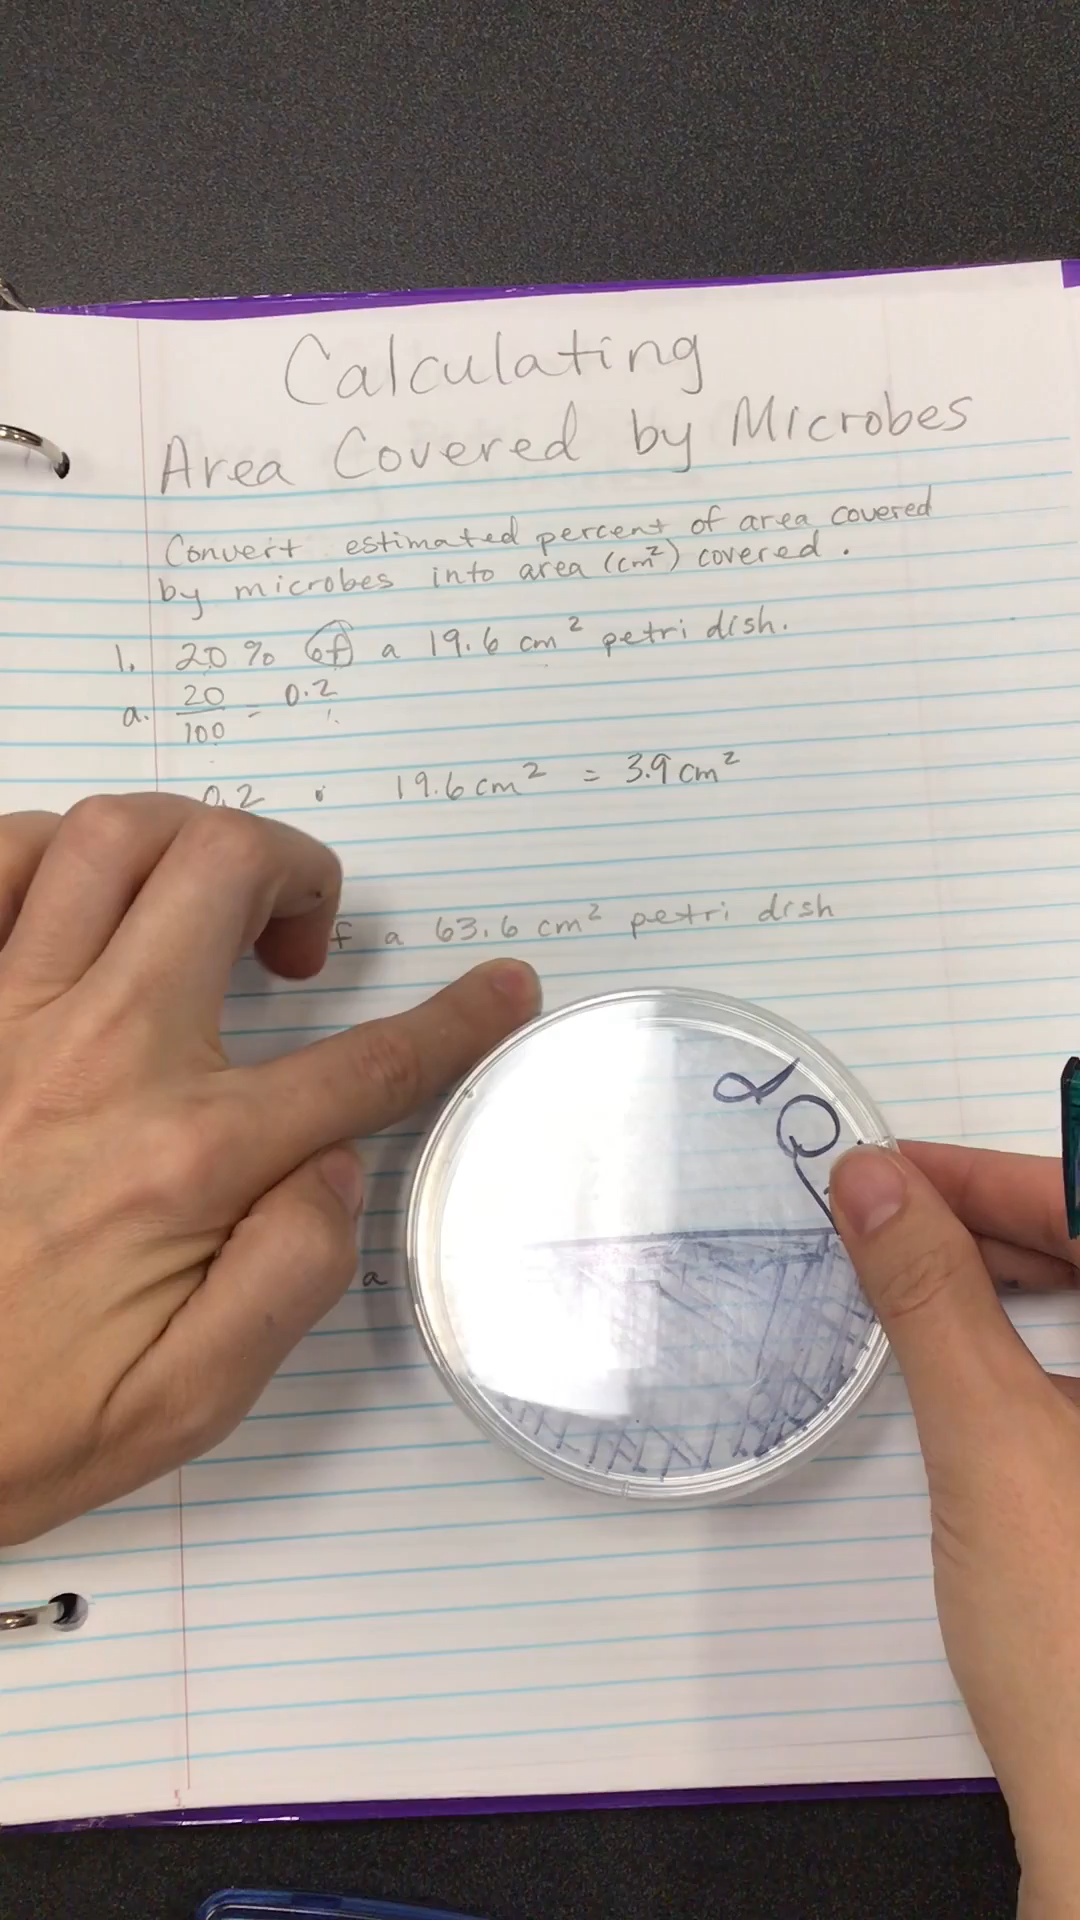 Calculating
Area Covered by Microbes
Convert estimated percent of area covered
by microbes into area (cm²) covered.
1. 20% of a 19.6 cm² petri dish.
a. 20/100 = 0.2
0.2 · 19.6 cm² = 3.9 cm²
f a 63.6 cm² petri dish
a